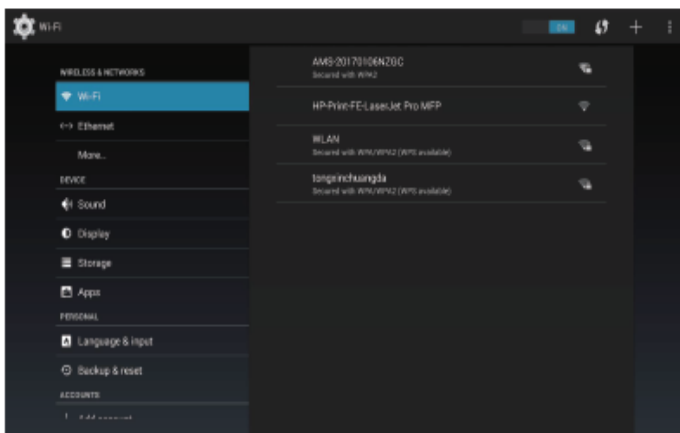 Wi-Fi
ON
WIRELESS & NETWORKS
Wi-Fi
Ethernet
More...
DEVICE
Sound
Display
Storage
Apps
PERSONAL
Language & input
Backup & reset
ACCOUNTS
Add account
AMS-20170106NZGC
Secured with WPA2
HP-Print-FE-LaserJet Pro MFP
WLAN
Secured with WPA/WPA2 (WPS available)
tongxinchuangda
Secured with WPA/WPA2 (WPS available)